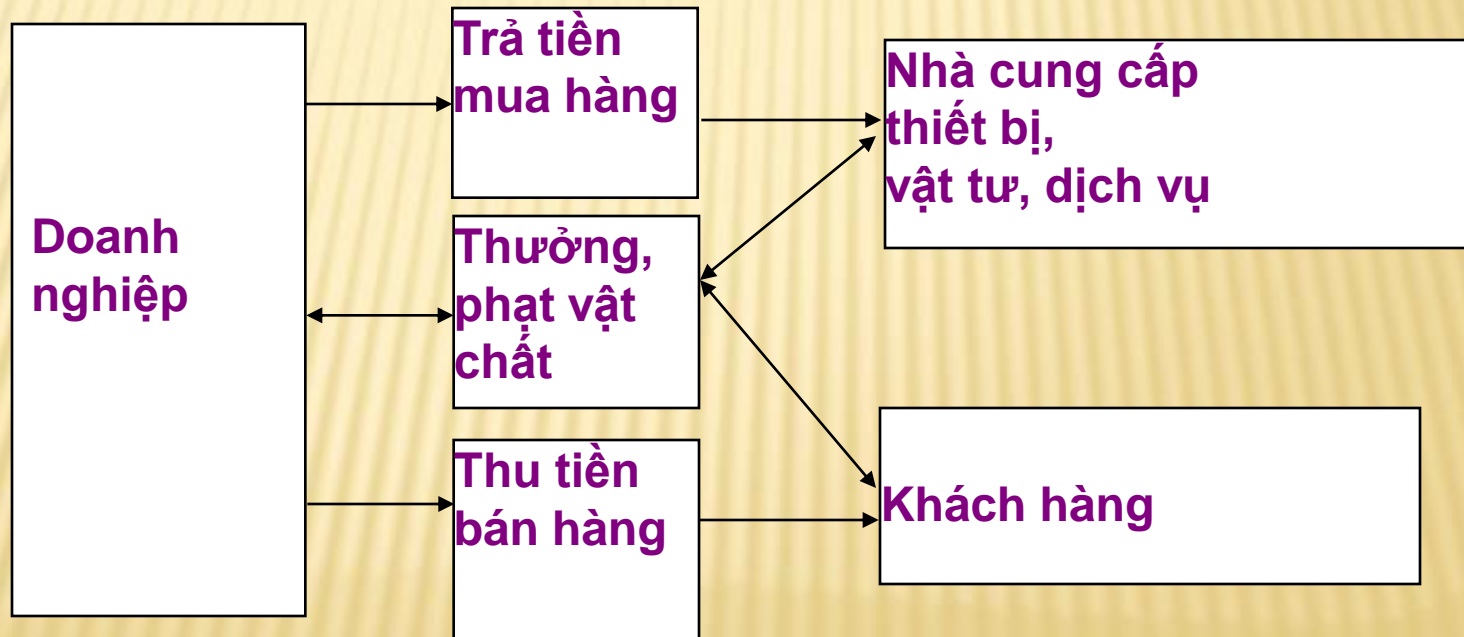 Doanh
nghiệp
Trả tiền
mua hàng
Thưởng,
phạt vật
chất
Thu tiền
bán hàng
Nhà cung cấp
thiết bị,
vật tư, dịch vụ
Khách hàng